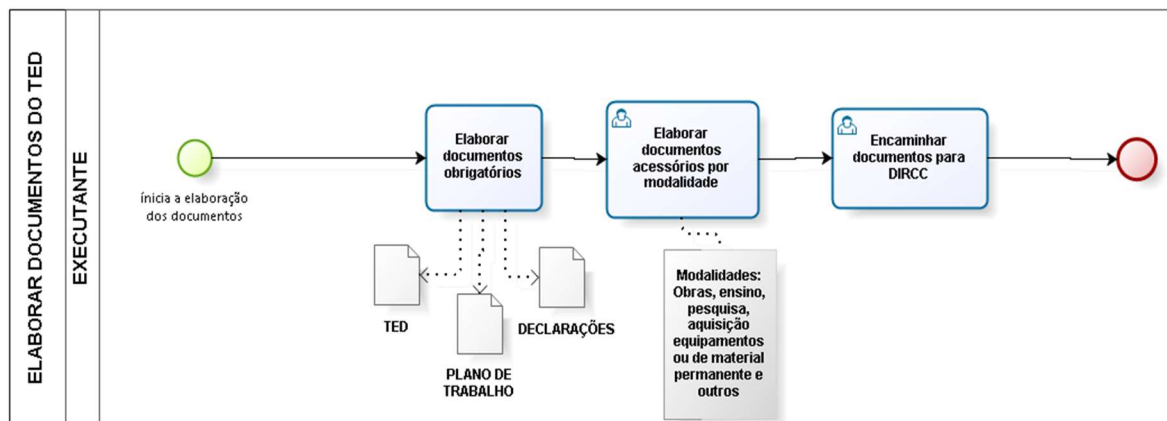 ELABORAR DOCUMENTOS DO TED
EXECUTANTE
ínicia a elaboração
dos documentos
Elaborar
documentos
obrigatórios
Elaborar
documentos
acessórios por
modalidade
Encaminhar
documentos para
DIRCC
TED
PLANO DE
TRABALHO
DECLARAÇÕES
Modalidades:
Obras, ensino,
pesquisa,
aquisição
equipamentos
ou de material
permanente e
outros